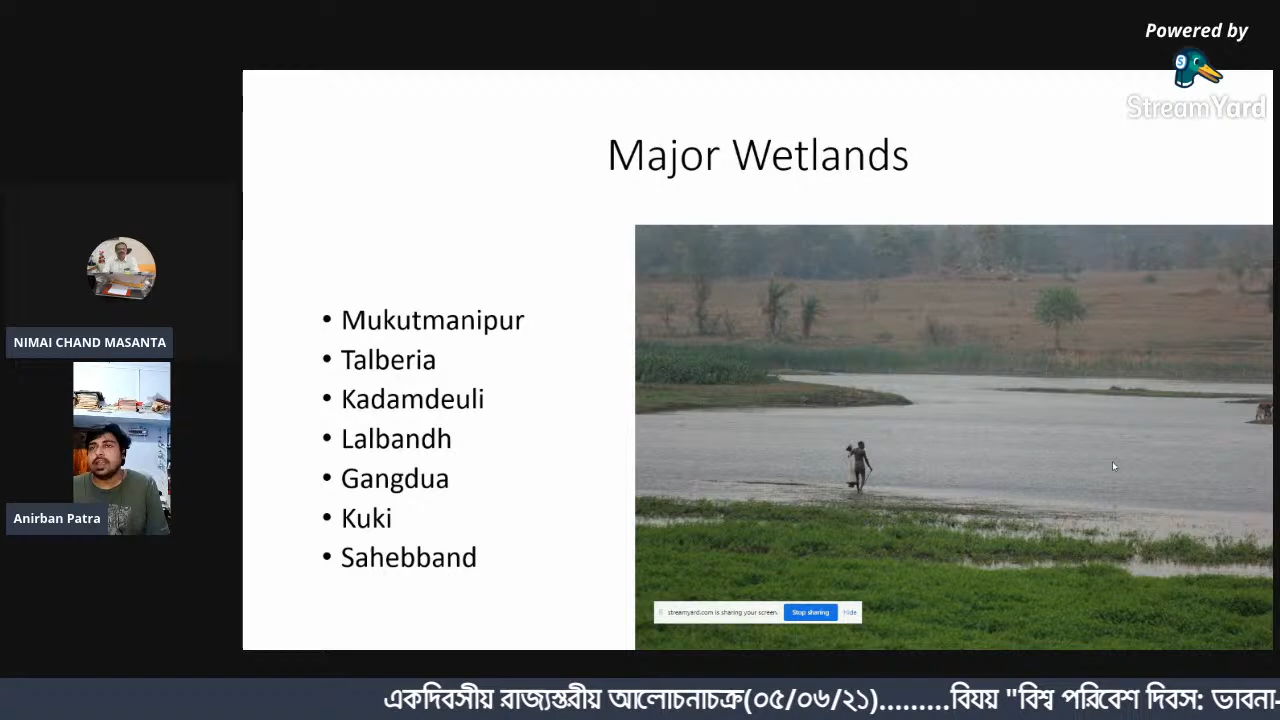 Powered by
StreamYard
Major Wetlands
NIMAI CHAND MASANTA
Anirban Patra
• Mukutmanipur
• Talberia
• Kadamdeuli
• Lalbandh
• Gangdua
• Kuki
• Sahebband
streamyard.com is sharing your screen. Stop sharing Hide
একদিবসীয় রাজ্যস্তরীয় আলোচনাচক্র(০৫/০৬/২১).........বিষয় "বিশ্ব পরিবেশ দিবস: ভাবনা-